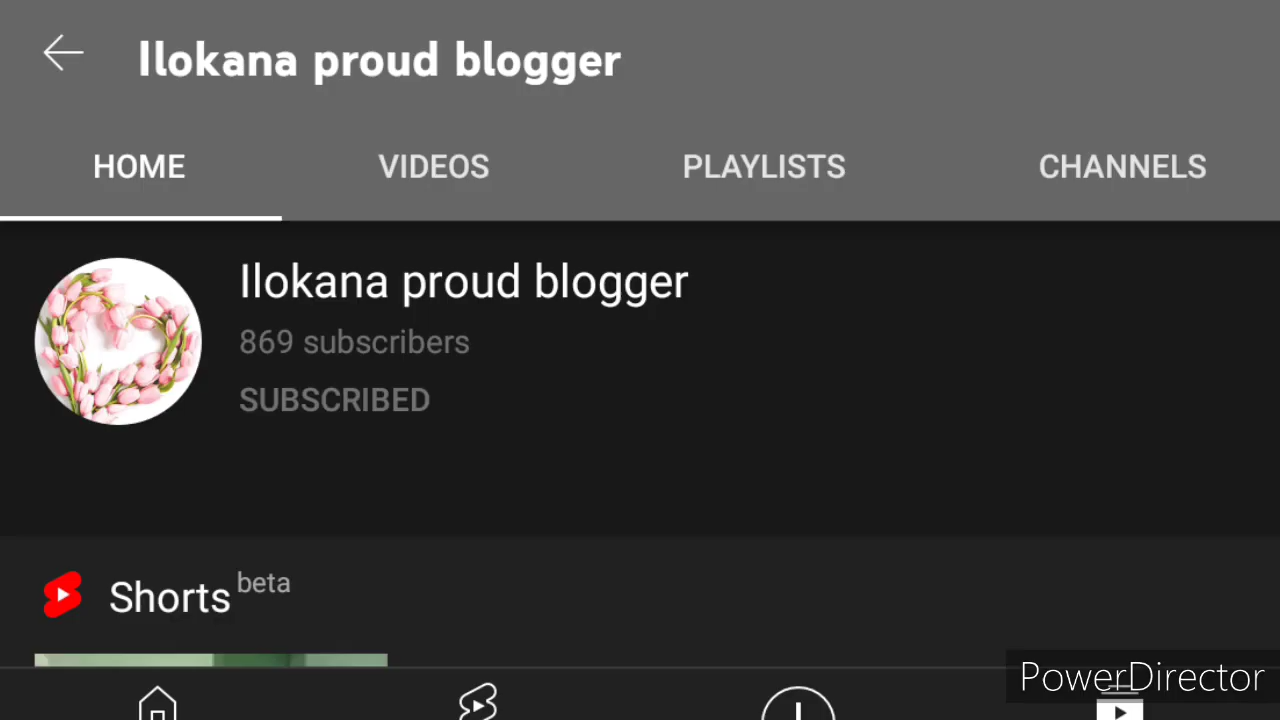 Ilokana proud blogger
HOME VIDEOS PLAYLISTS CHANNELS
Ilokana proud blogger
869 subscribers
SUBSCRIBED
Shorts beta
PowerDirector